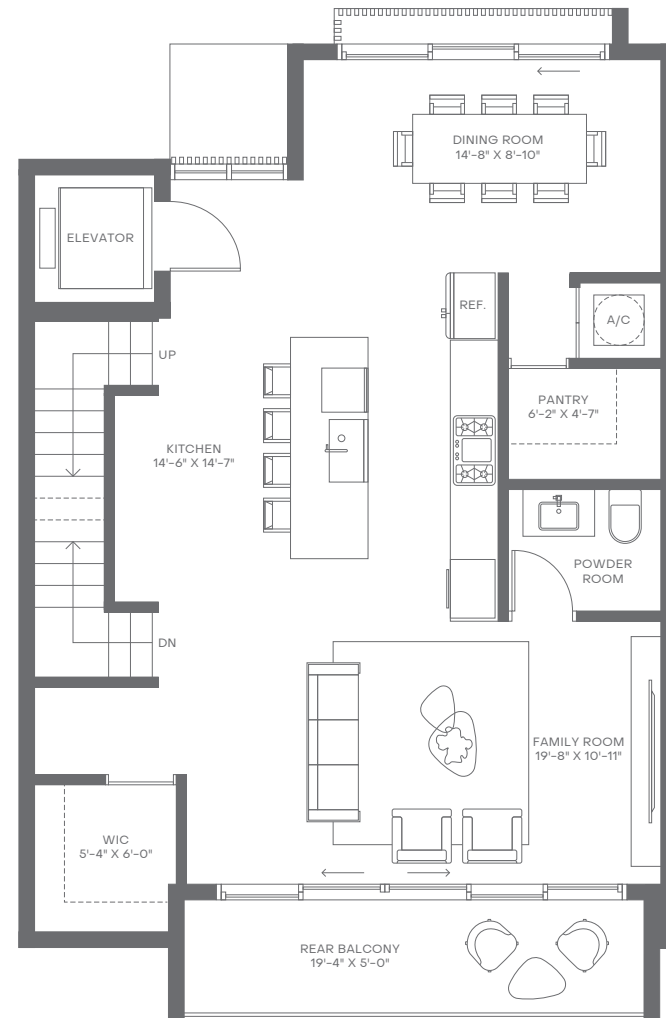 DINING ROOM
14'-8" X 8'-10"
ELEVATOR
REF.
A/C
UP
PANTRY
6'-2" X 4'-7"
KITCHEN
14'-6" X 14'-7"
POWDER
ROOM
DN
FAMILY ROOM
19'-8" X 10'-11"
WIC
5'-4" X 6'-0"
REAR BALCONY
19'-4" X 5'-0"